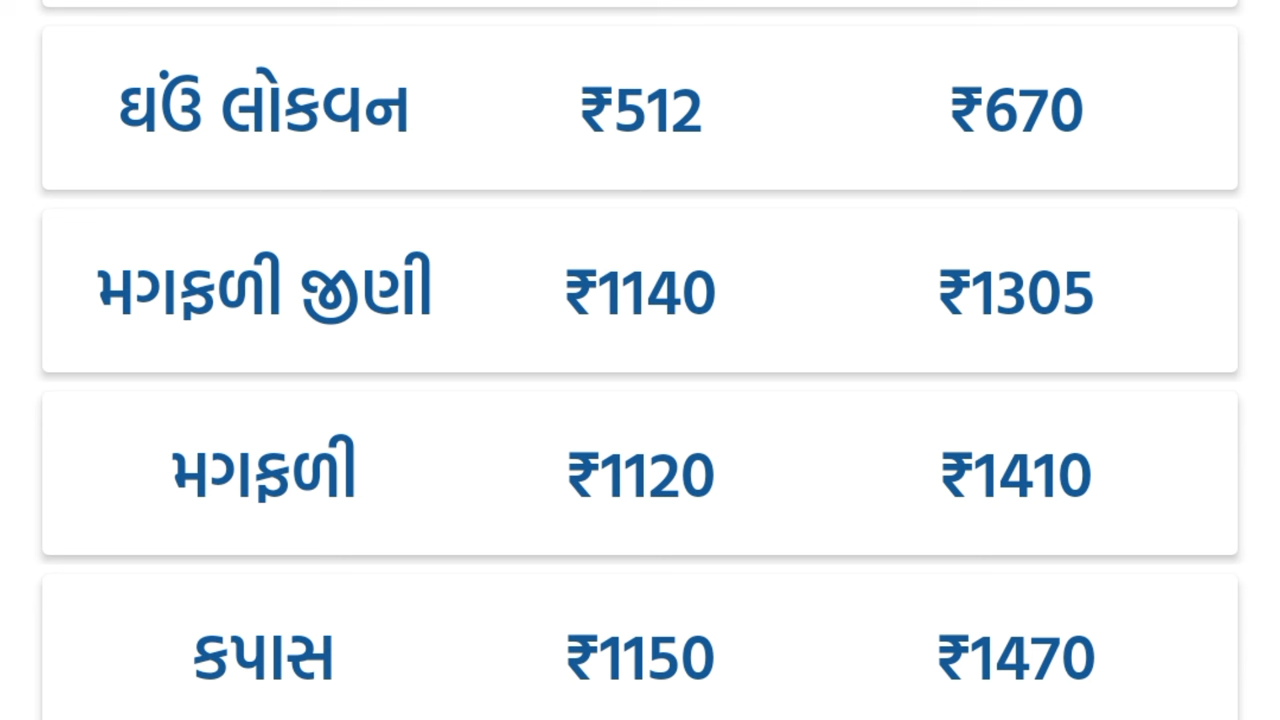 ઘઉં લોકવન ₹512 ₹670
મગફળી જીણી ₹1140 ₹1305
મગફળી ₹1120 ₹1410
કપાસ ₹1150 ₹1470